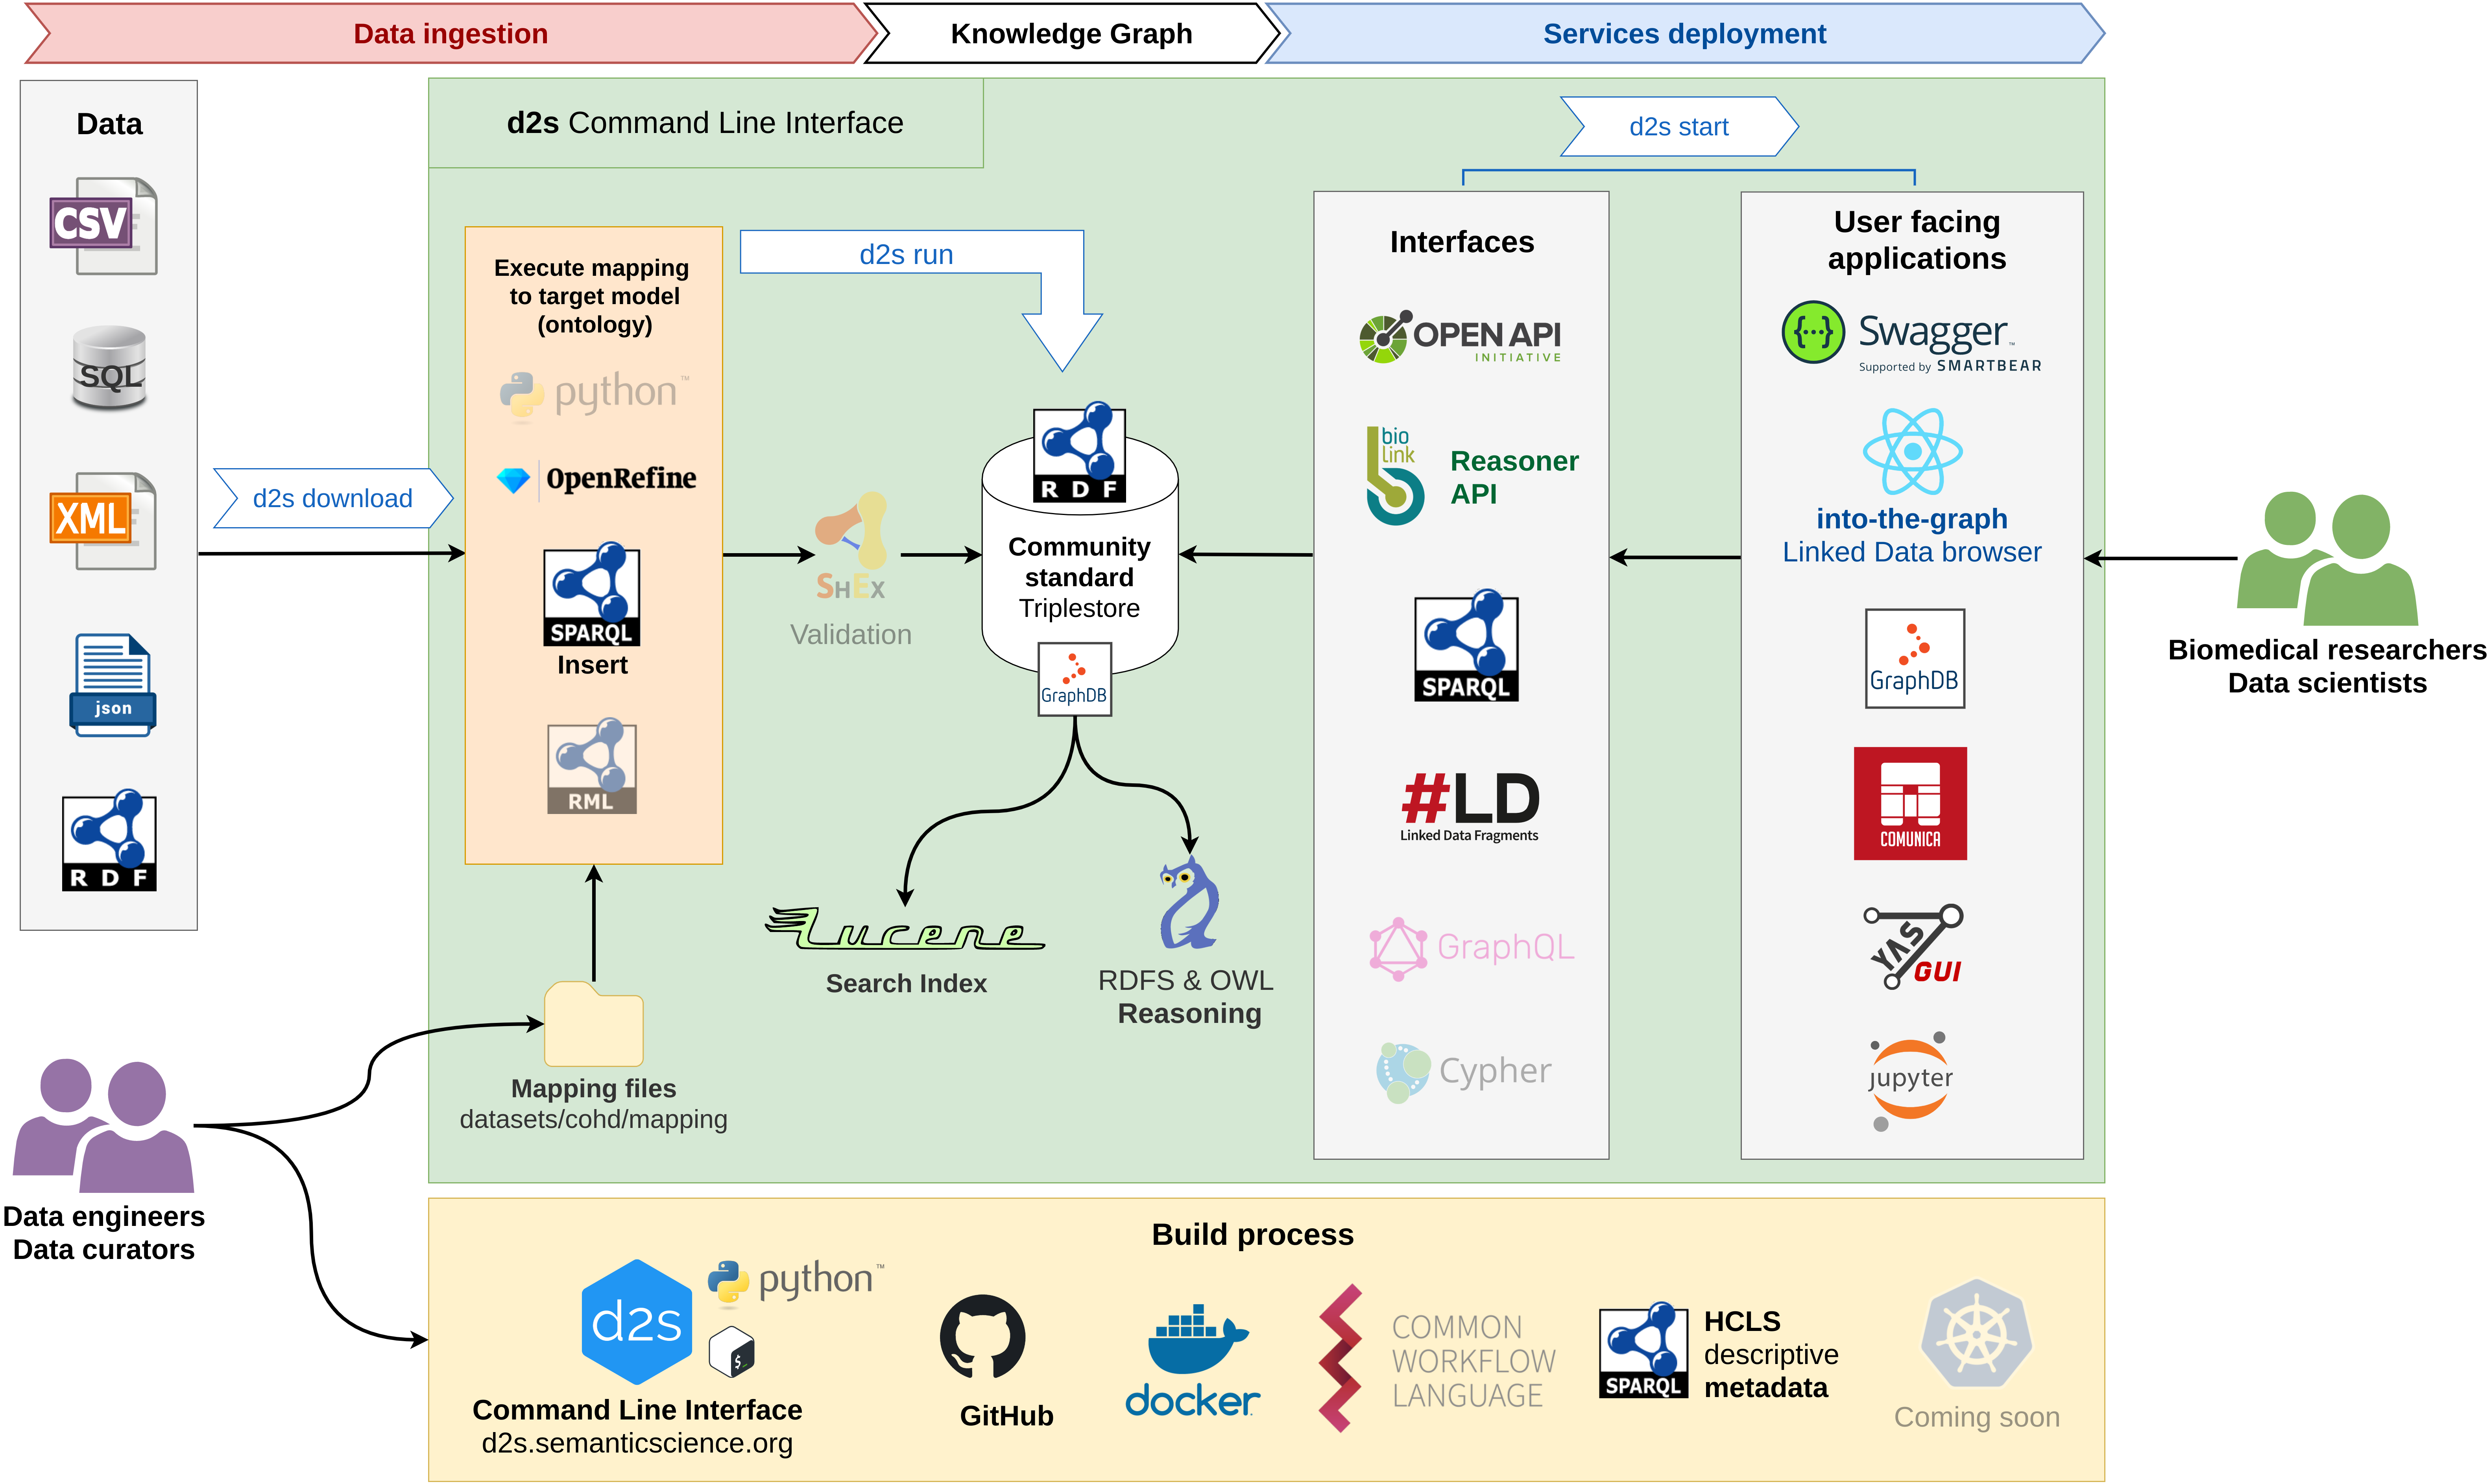 Data ingestion
Knowledge Graph
Services deployment
Data
CSV
SQL
XML
json
RDF
d2s download
d2s Command Line Interface
Execute mapping
to target model
(ontology)
python™
OpenRefine
SPARQL
Insert
RML
d2s run
SHEX
Validation
RDF
Community
standard
Triplestore
GraphDB
Lucene
Search Index
RDFS & OWL
Reasoning
Mapping files
datasets/cohd/mapping
d2s start
Interfaces
OPENAPI
INITIATIVE
bio
link
Reasoner
API
SPARQL
#LD
Linked Data Fragments
GraphQL
Cypher
User facing
applications
Swagger™
Supported by SMARTBEAR
into-the-graph
Linked Data browser
GraphDB
COMUNICA
YAS
GUI
jupyter
Biomedical researchers
Data scientists
Data engineers
Data curators
Build process
d2s
python™
$_
Command Line Interface
d2s.semanticscience.org
GitHub
docker
COMMON
WORKFLOW
LANGUAGE
SPARQL
HCLS
descriptive
metadata
Coming soon